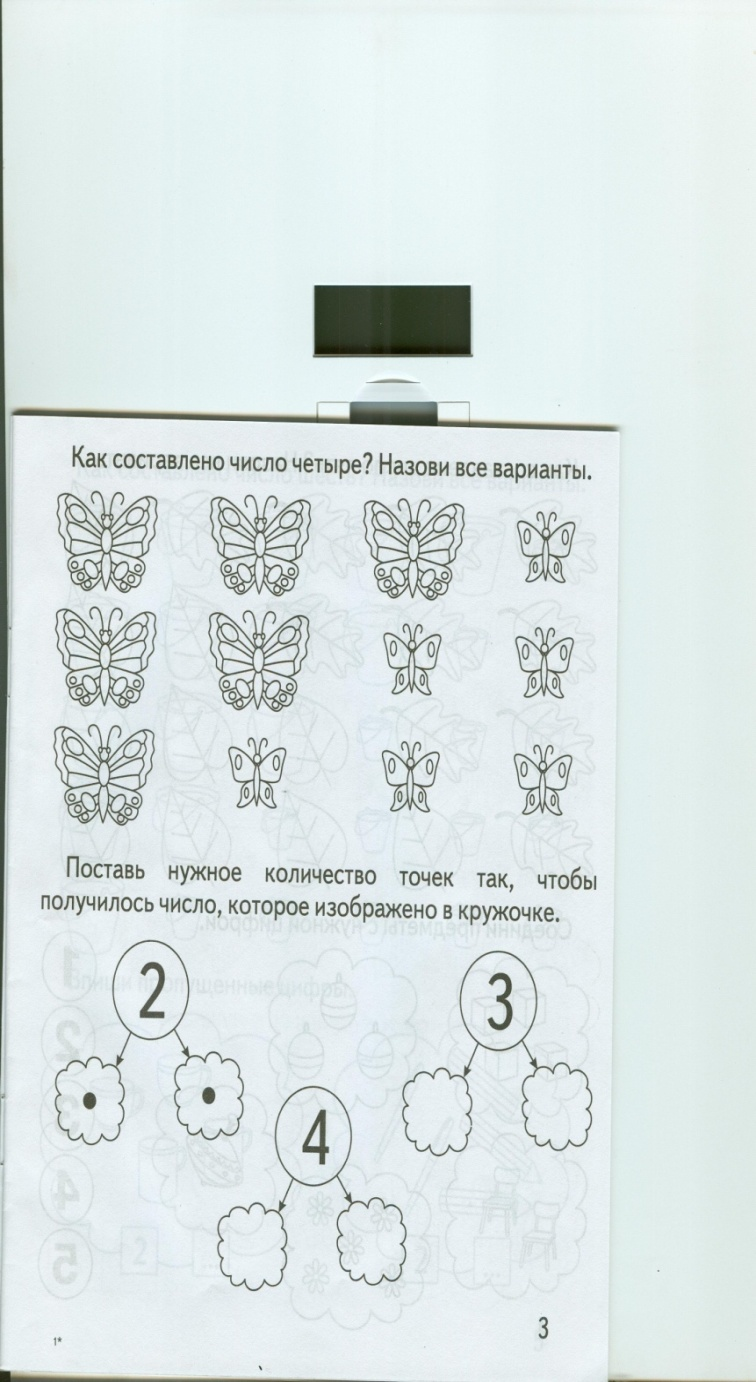 Как составлено число четыре? Назови все варианты.
Поставь нужное количество точек так, чтобы
получилось число, которое изображено в кружочке.
2
3
4
3
1*